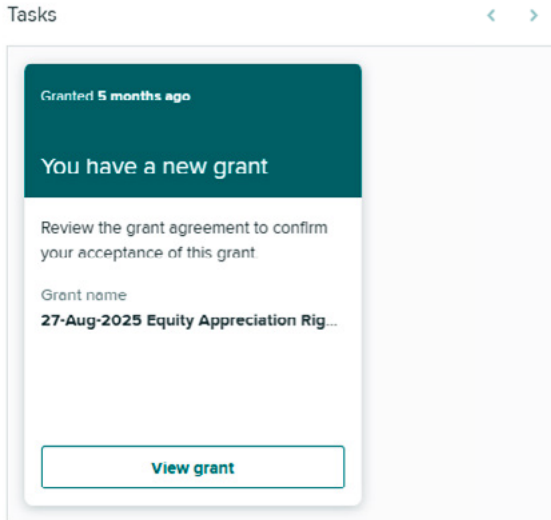 Tasks
Granted 5 months ago
You have a new grant
Review the grant agreement to confirm
your acceptance of this grant.
Grant name
27-Aug-2025 Equity Appreciation Rig...
View grant